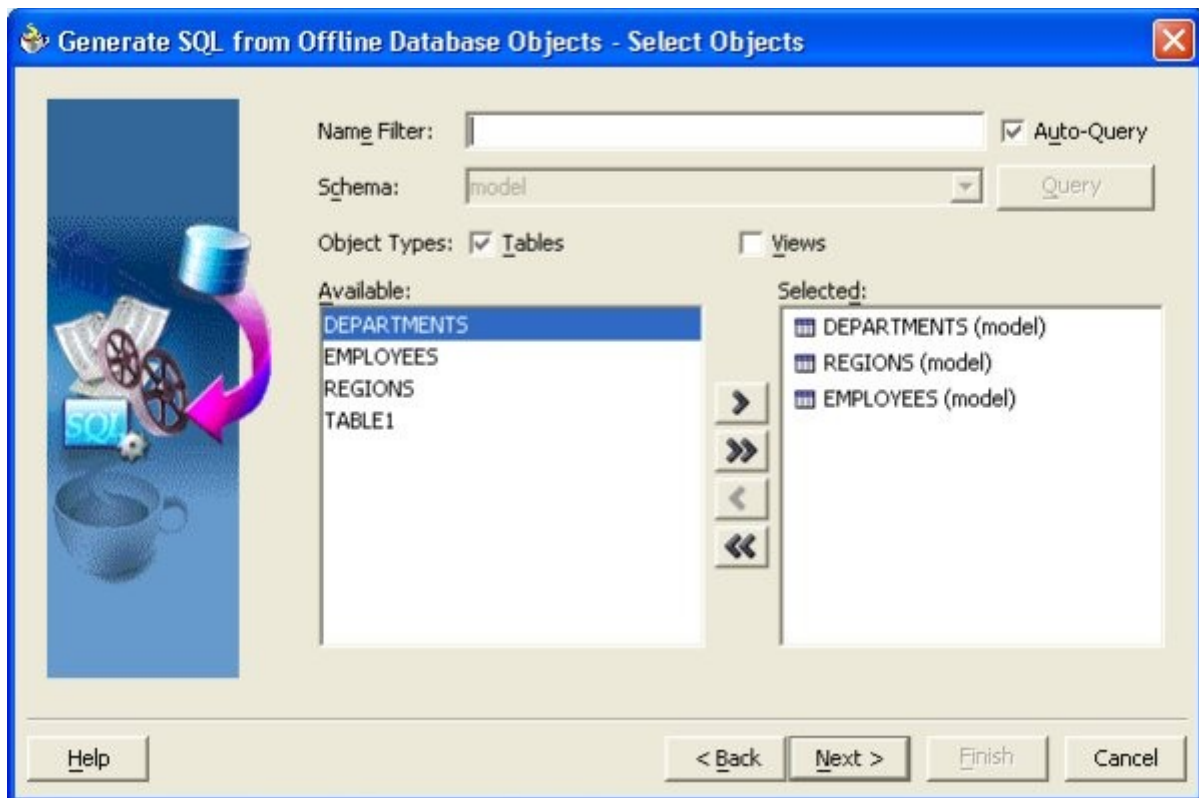 Generate SQL from Offline Database Objects - Select Objects
Name Filter:
Auto-Query
Schema: model Query
Object Types: Tables Views
Available:
DEPARTMENTS
EMPLOYEES
REGIONS
TABLE1
Selected:
DEPARTMENTS (model)
REGIONS (model)
EMPLOYEES (model)
SQL
>
>>
<
<<
Help < Back Next > Finish Cancel